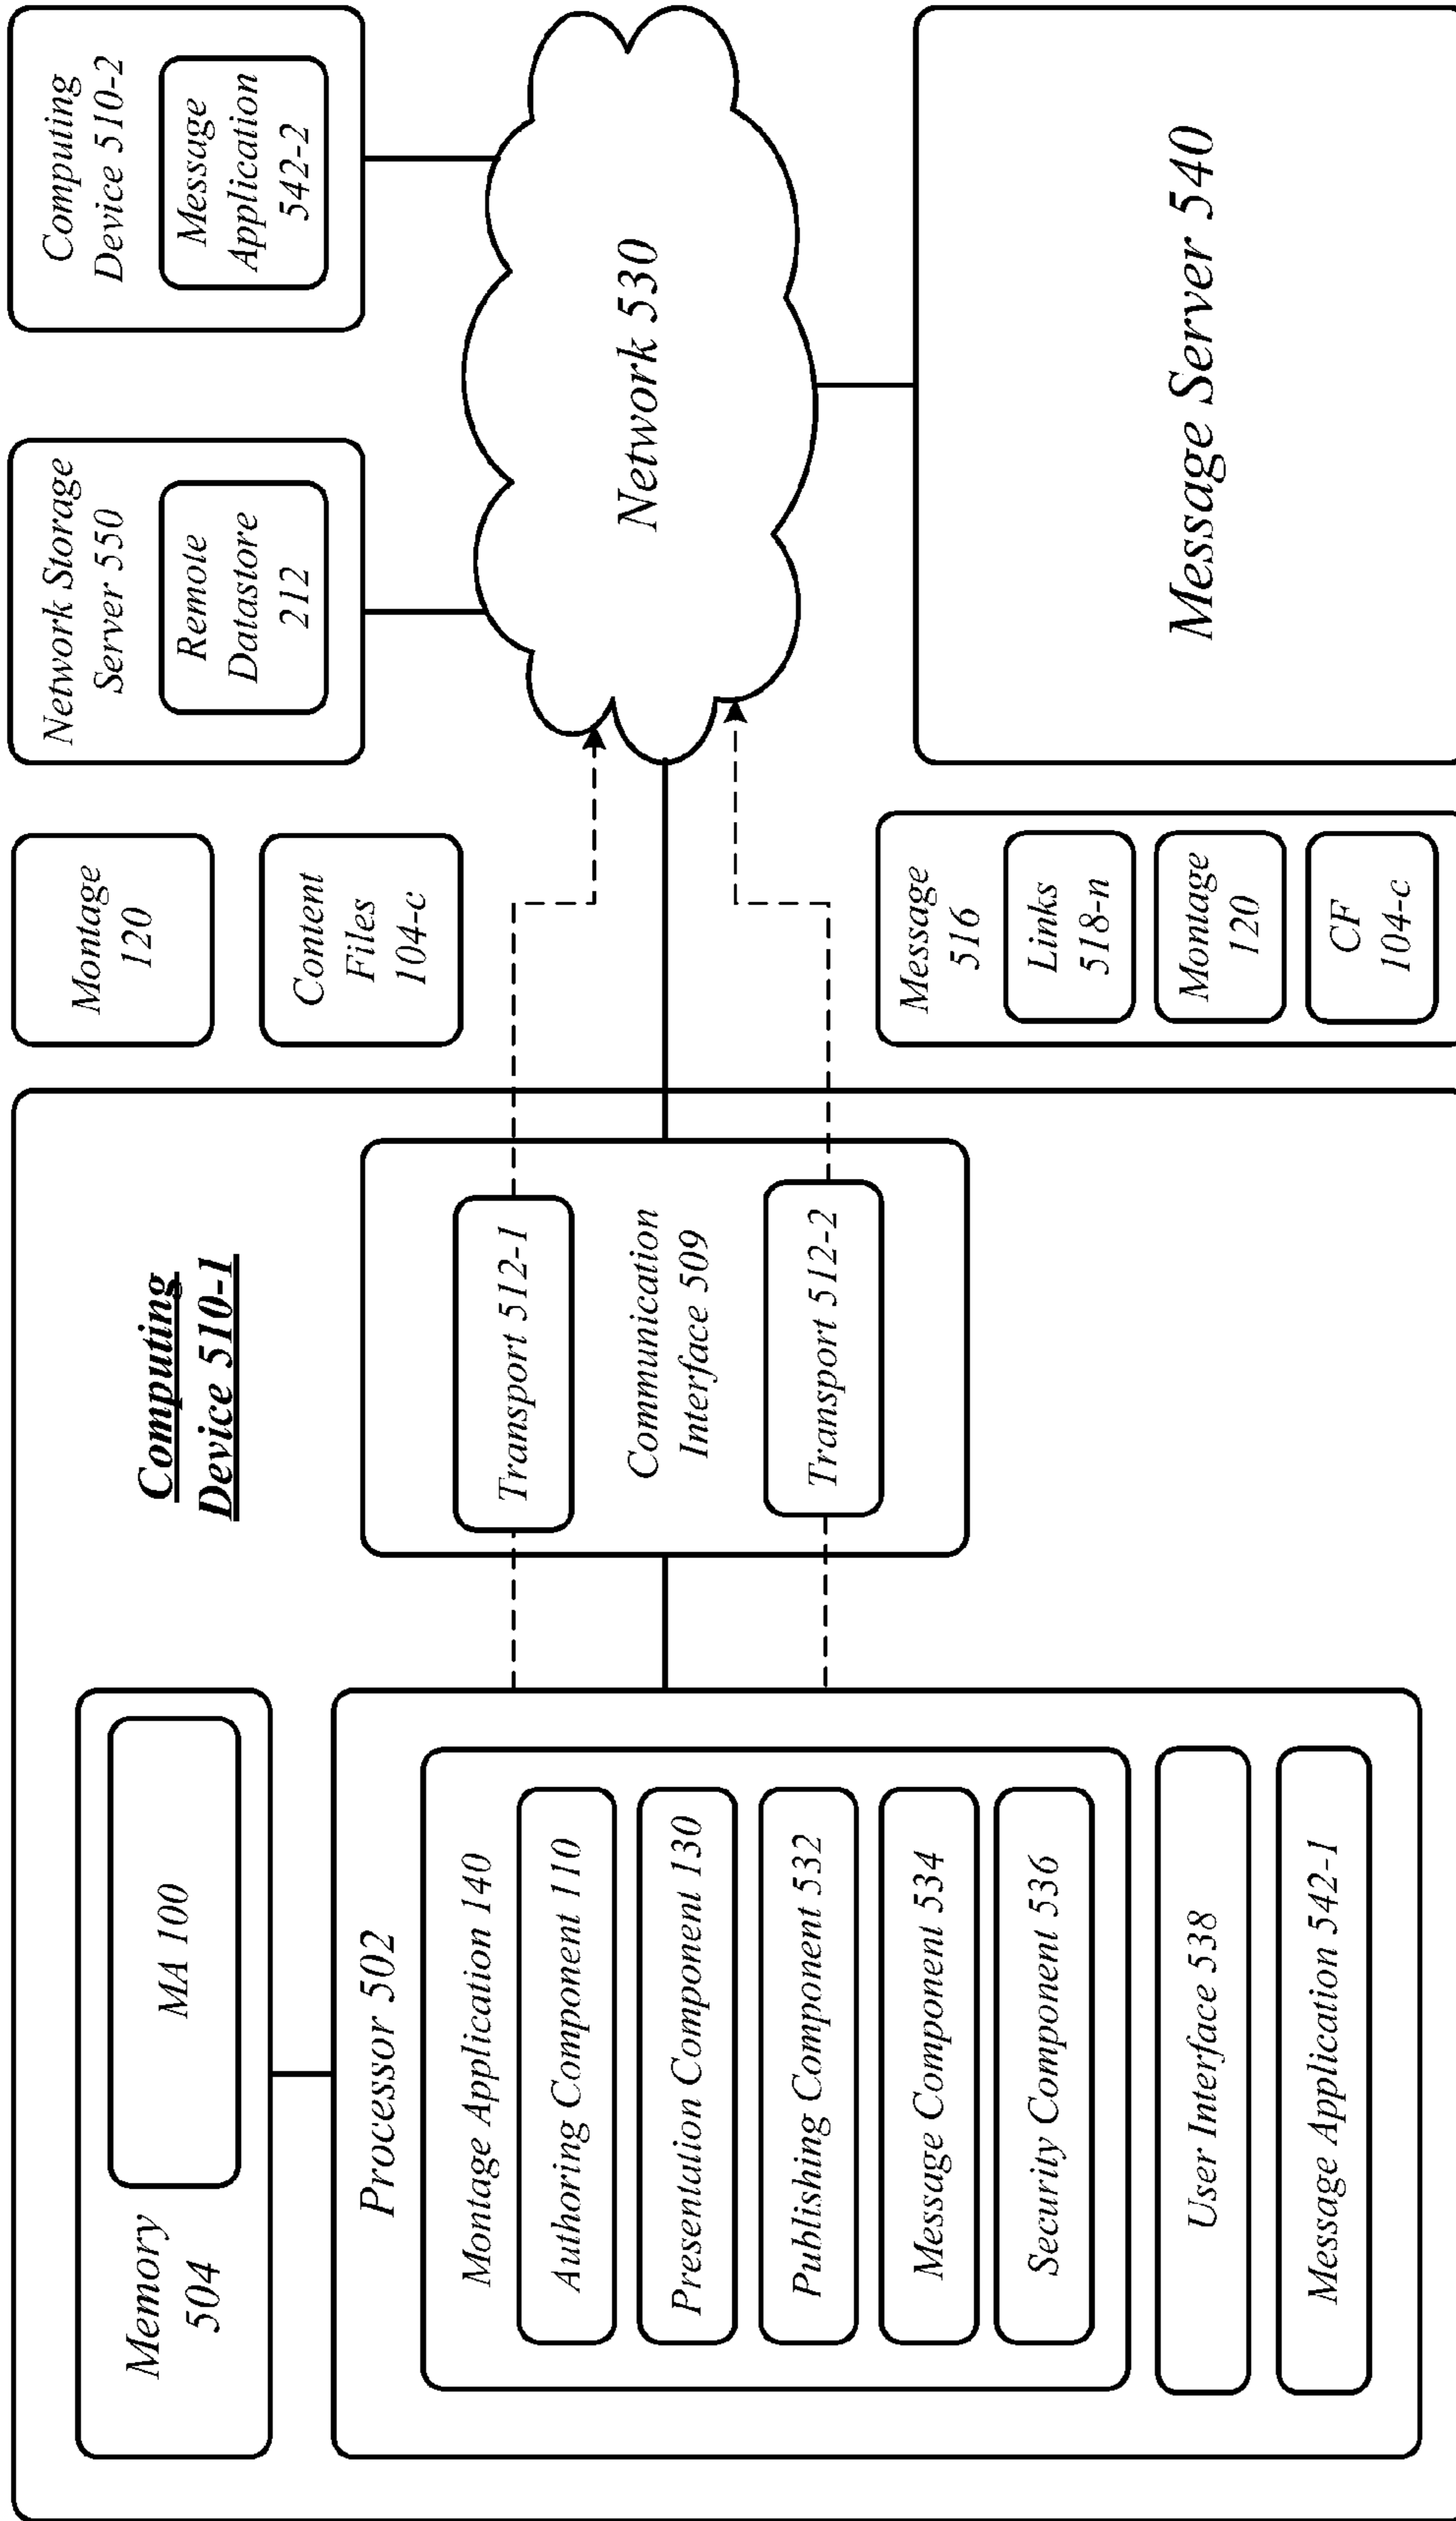 Computing
Device 510-1
Memory
504
MA 100
Processor 502
Montage Application 140
Authoring Component 110
Presentation Component 130
Publishing Component 532
Message Component 534
Security Component 536
User Interface 538
Message Application 542-1
Transport 512-1
Communication
Interface 509
Transport 512-2
Montage
120
Content
Files
104-c
Message
516
Links
518-n
Montage
120
CF
104-c
Network Storage
Server 550
Remote
Datastore
212
Computing
Device 510-2
Message
Application
542-2
Network 530
Message Server 540